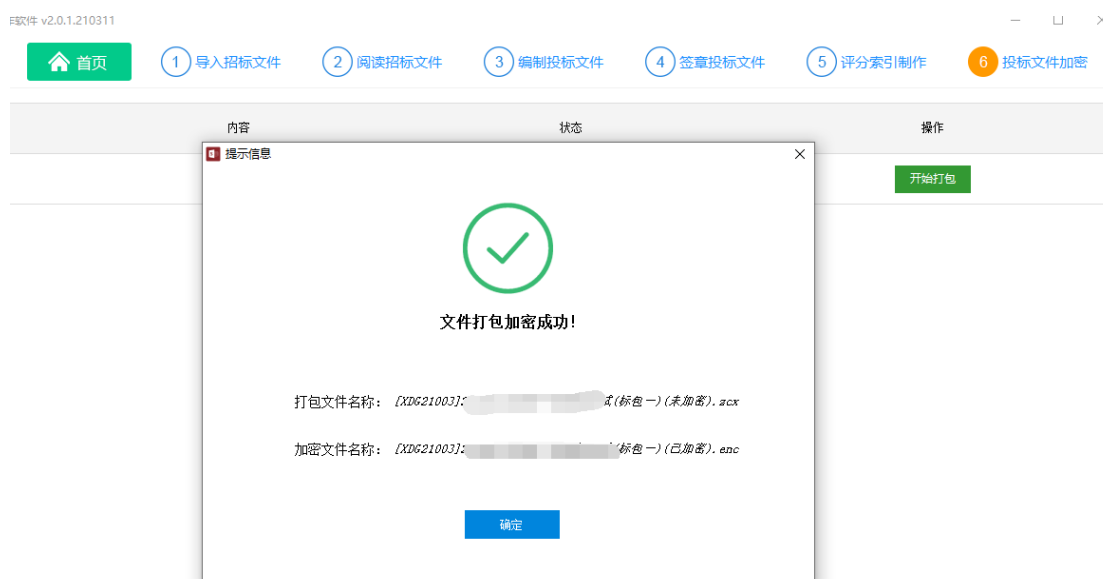 作软件 v2.0.1.210311
首页
1 导入招标文件
2 阅读招标文件
3 编制投标文件
4 签章投标文件
5 评分索引制作
6 投标文件加密
内容 状态 操作
提示信息
开始打包
文件打包加密成功!
打包文件名称: [XDG21003] 试(标包一)(未加密).zcx
加密文件名称: [XDG21003] 标包一)(已加密).enc
确定